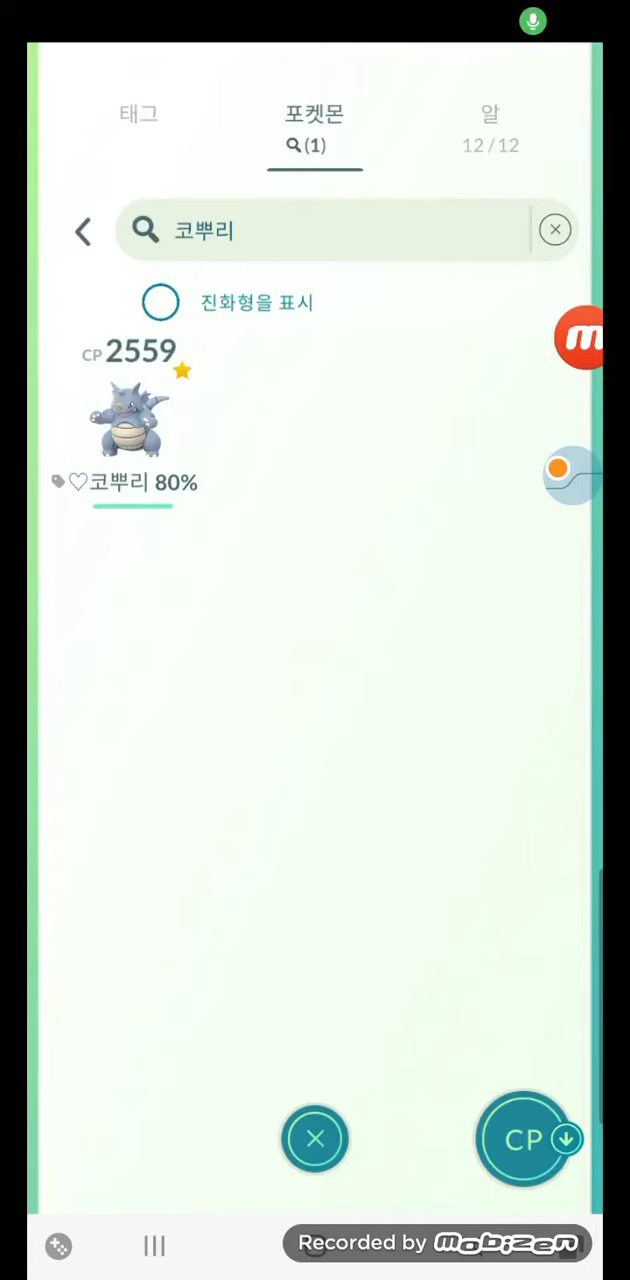 태그
포켓몬
알
(1)
12/12
코뿌리
진화형을 표시
CP 2559
♡코뿌리 80%
CP
Recorded by mobizen